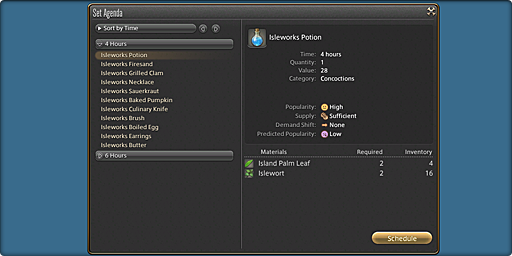 Set Agenda
Sort by Time
4 Hours
Isleworks Potion
Isleworks Firesand
Isleworks Grilled Clam
Isleworks Necklace
Isleworks Sauerkraut
Isleworks Baked Pumpkin
Isleworks Culinary Knife
Isleworks Brush
Isleworks Boiled Egg
Isleworks Earrings
Isleworks Butter
6 Hours
Isleworks Potion
Time: 4 hours
Quantity: 1
Value: 28
Category: Concoctions
Popularity: High
Supply: Sufficient
Demand Shift: None
Predicted Popularity: Low
Materials Required Inventory
Island Palm Leaf 2 4
Islewort 2 16
Schedule